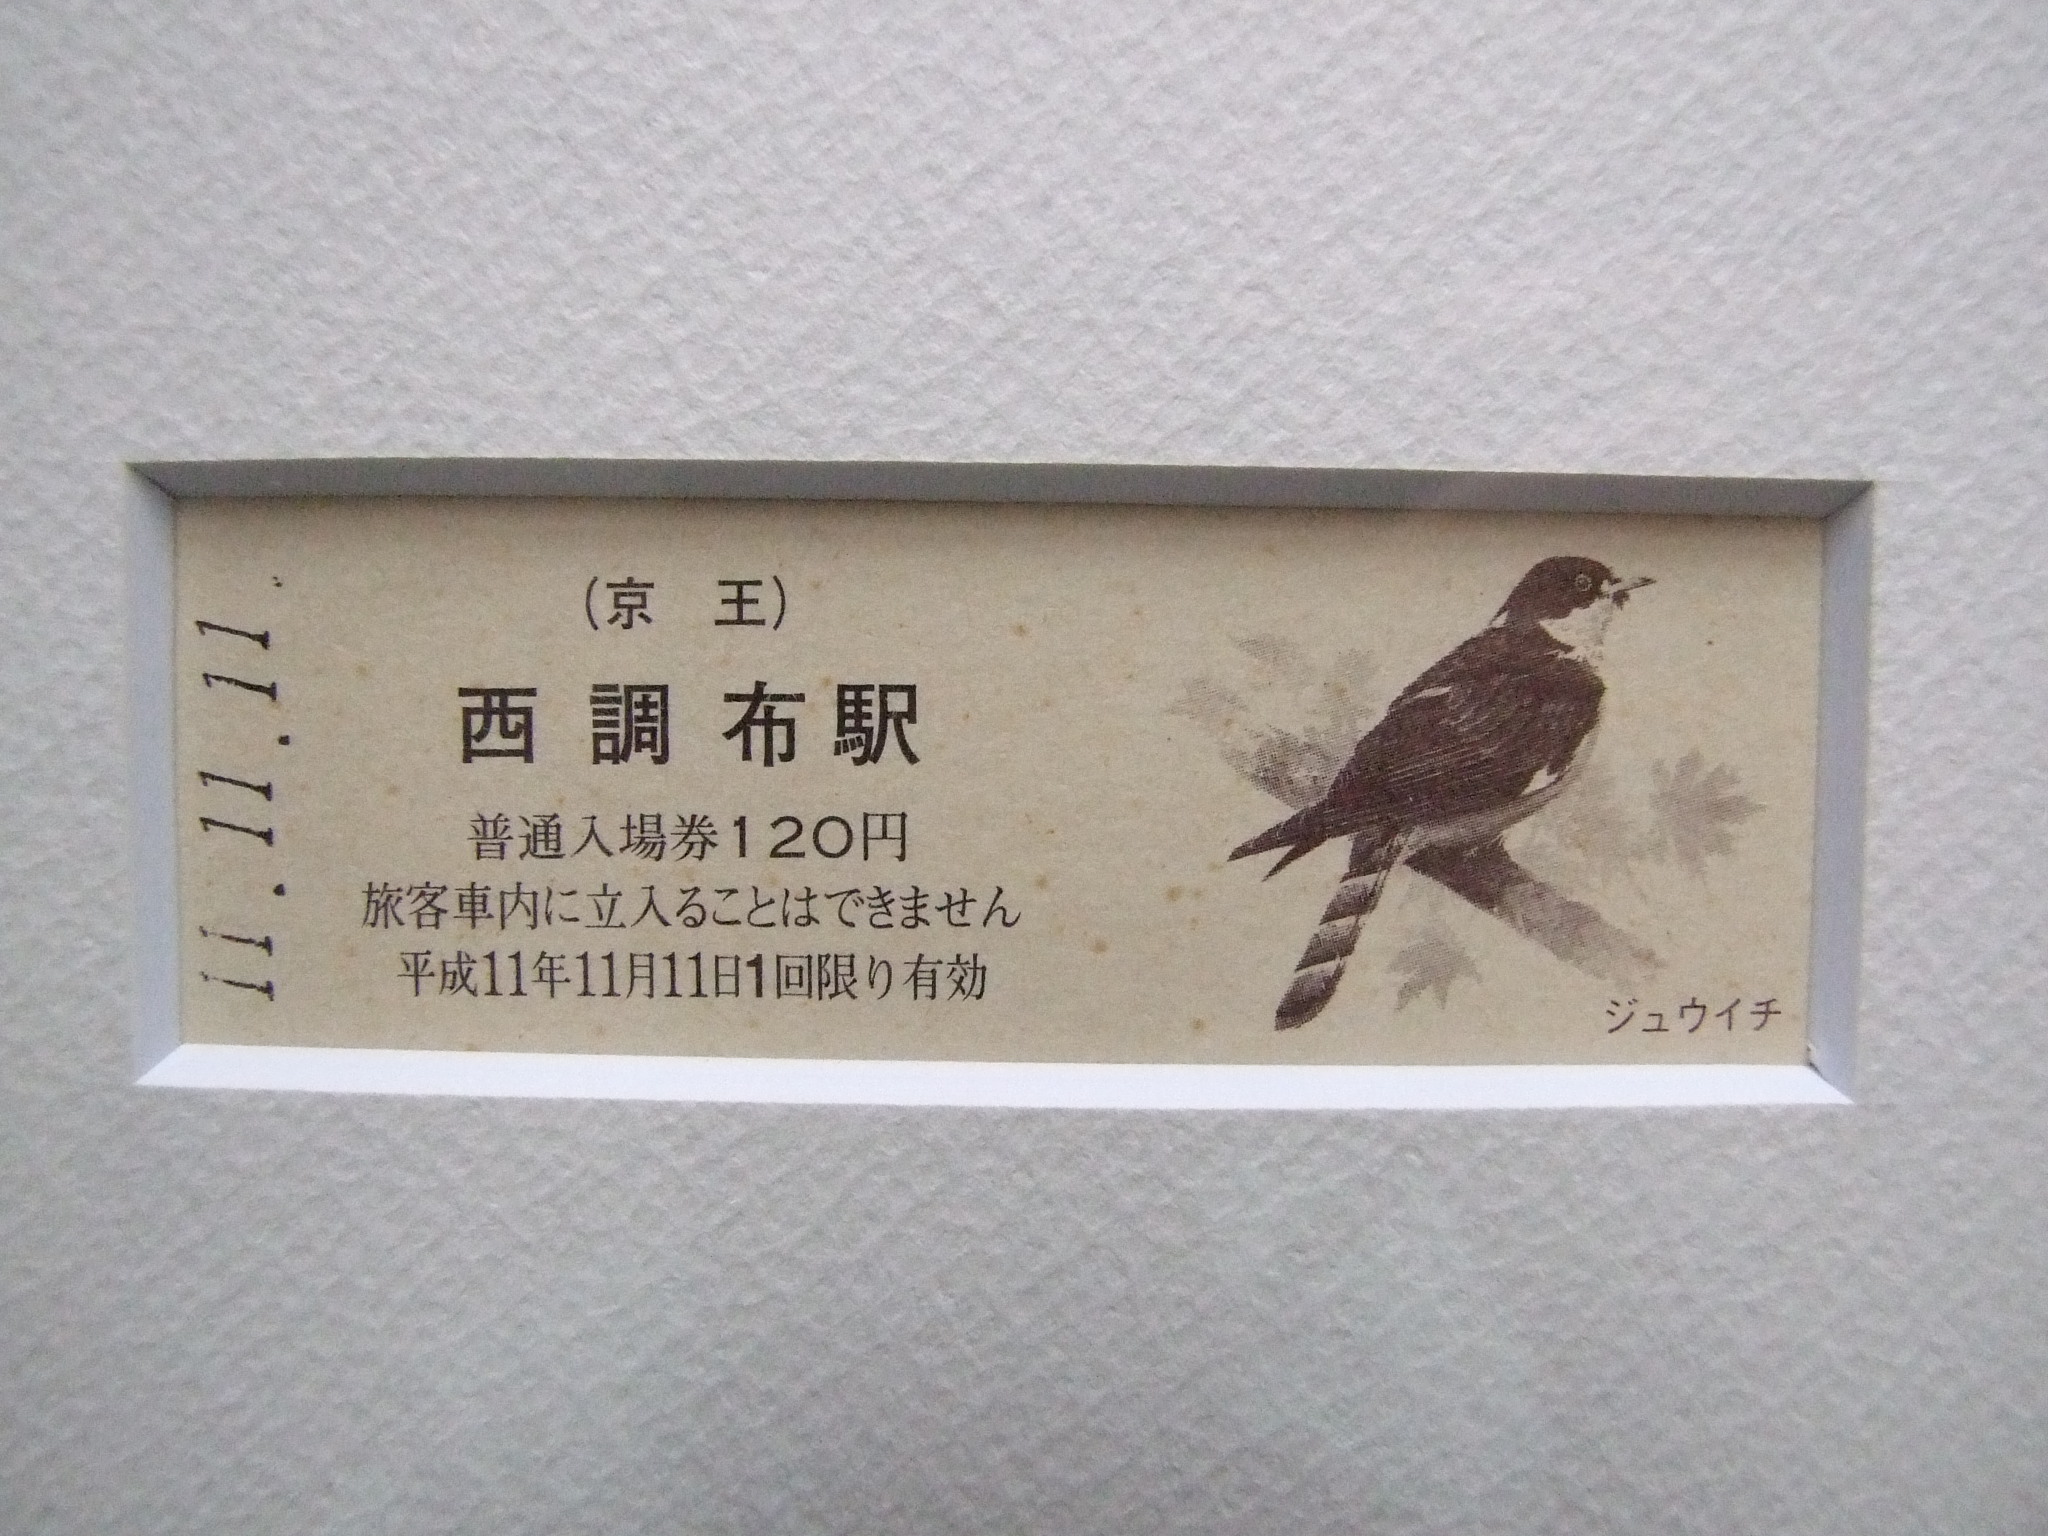 11.11.11.
(京 王)
西調布駅
普通入場券120円
旅客車内に立入ることはできません
平成11年11月11日1回限り有効
ジュウイチ